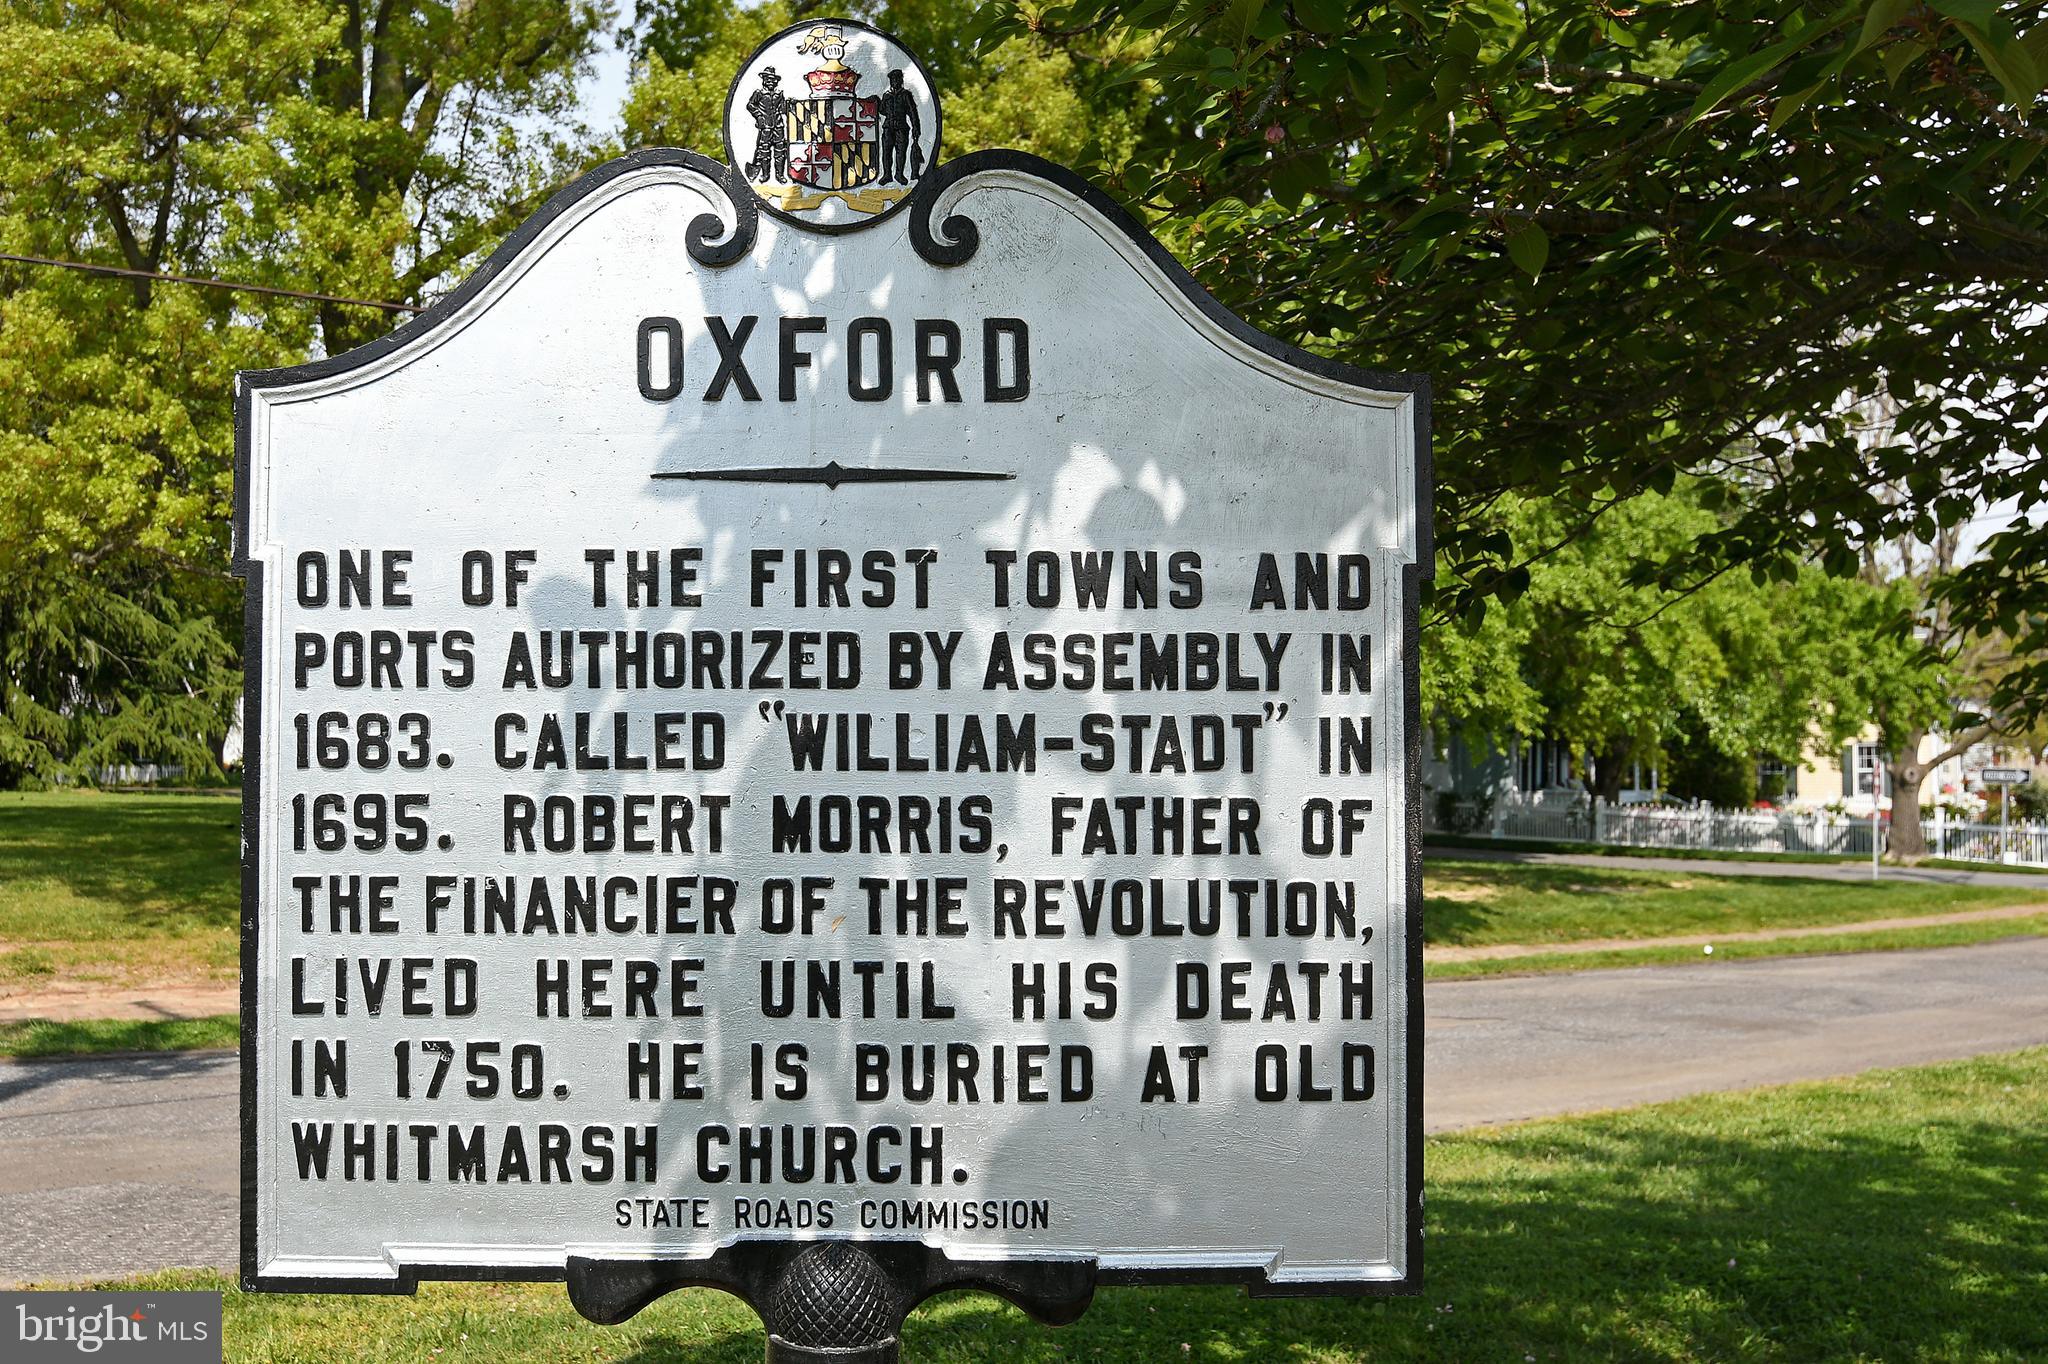 OXFORD
ONE OF THE FIRST TOWNS AND
PORTS AUTHORIZED BY ASSEMBLY IN
1683. CALLED "WILLIAM-STADT" IN
1695. ROBERT MORRIS, FATHER OF
THE FINANCIER OF THE REVOLUTION,
LIVED HERE UNTIL HIS DEATH
IN 1750. HE IS BURIED AT OLD
WHITMARSH CHURCH.
STATE ROADS COMMISSION
bright™ MLS